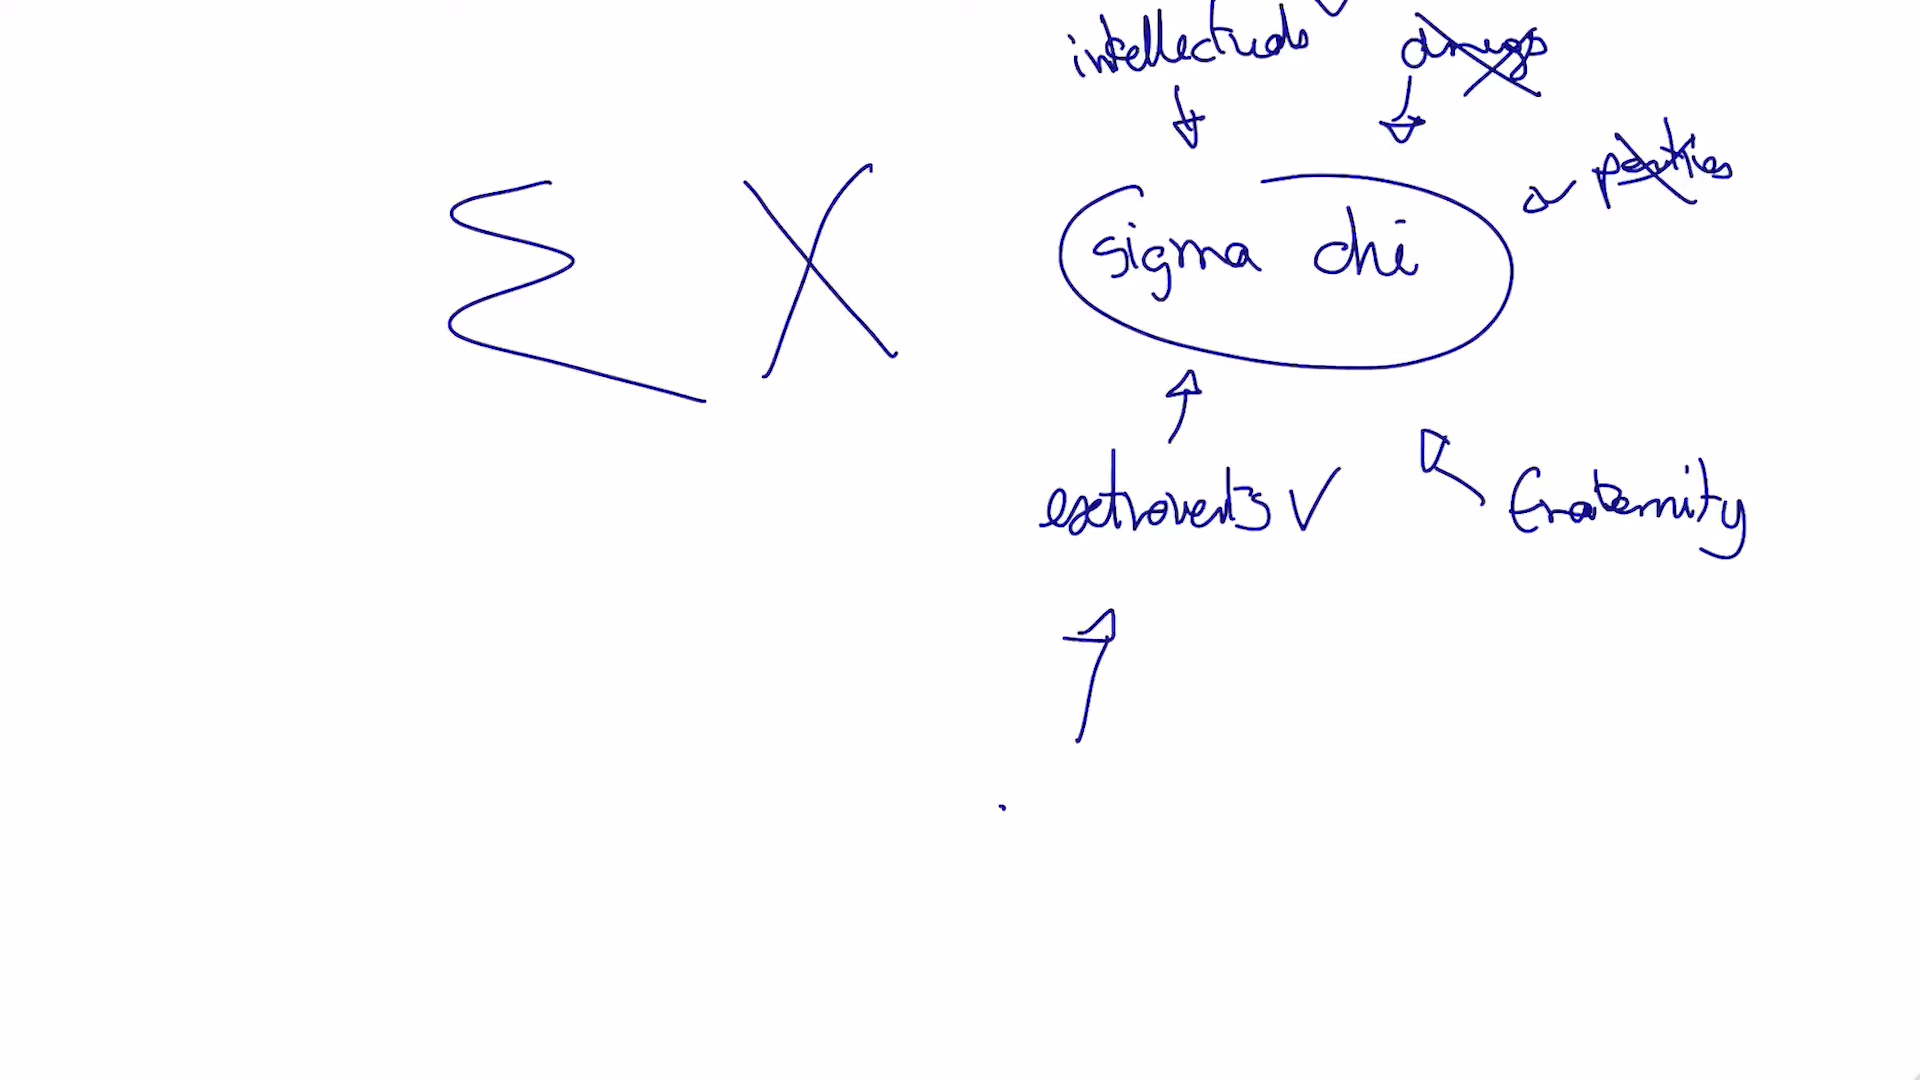 intellectuals ✓
drugs
parties
Σ X
sigma chi
extroverts ✓
fraternity